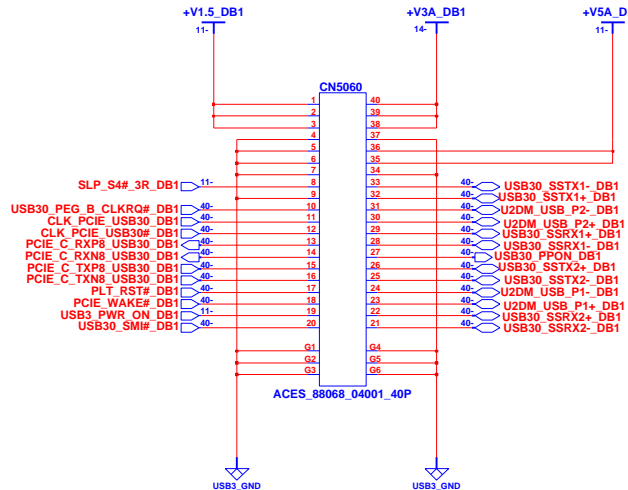 +V1.5_DB1 +V3A_DB1 +V5A_D
11- 14- 11-
CN5060
1 40
2 39
3 38
4 37
5 36
6 35
7 34
SLP_S4#_3R_DB1 11- 8 33 40- USB30_SSTX1-_DB1
9 32 40- USB30_SSTX1+_DB1
USB30_PEG_B_CLKRQ#_DB1 40- 10 31 40- U2DM_USB_P2-_DB1
CLK_PCIE_USB30_DB1 40- 11 30 40- U2DM_USB_P2+_DB1
CLK_PCIE_USB30#_DB1 40- 12 29 40- USB30_SSRX1+_DB1
PCIE_C_RXP8_USB30_DB1 40- 13 28 40- USB30_SSRX1-_DB1
PCIE_C_RXN8_USB30_DB1 40- 14 27 40- USB30_PPON_DB1
PCIE_C_TXP8_USB30_DB1 40- 15 26 40- USB30_SSTX2+_DB1
PCIE_C_TXN8_USB30_DB1 40- 16 25 40- USB30_SSTX2-_DB1
PLT_RST#_DB1 40- 17 24 40- U2DM_USB_P1-_DB1
PCIE_WAKE#_DB1 40- 18 23 40- U2DM_USB_P1+_DB1
USB3_PWR_ON_DB1 11- 19 22 40- USB30_SSRX2+_DB1
USB30_SMI#_DB1 40- 20 21 40- USB30_SSRX2-_DB1
G1 G4
G2 G5
G3 G6
ACES_88068_04001_40P
USB3_GND USB3_GND